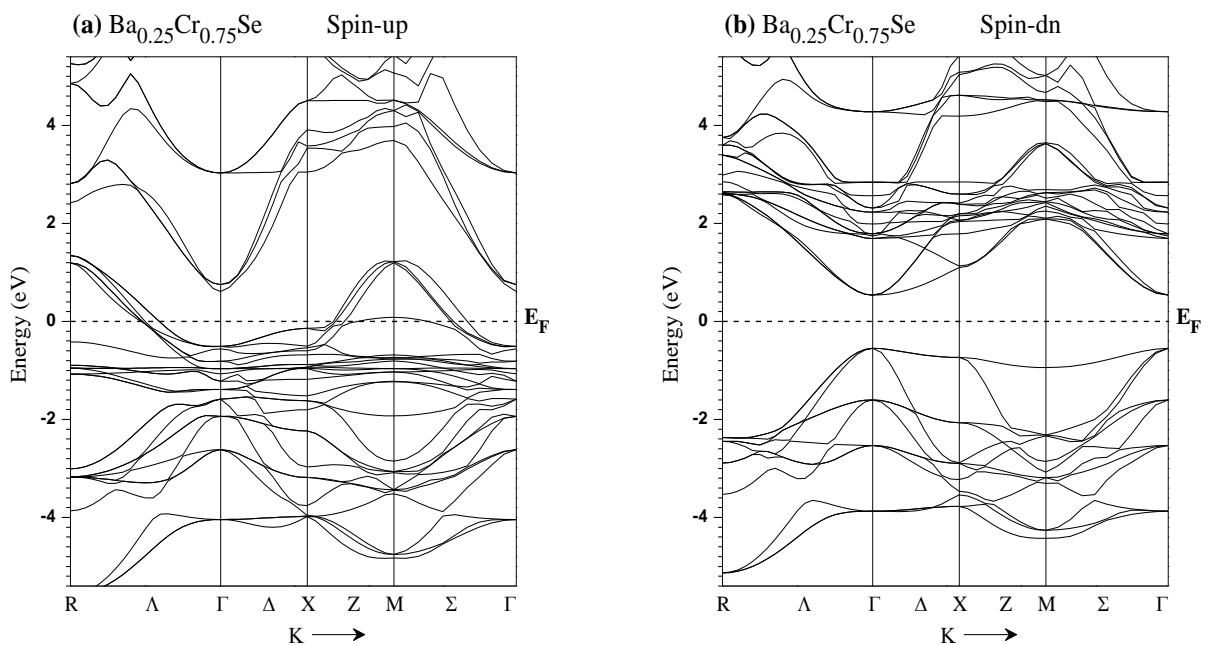 (a) Ba0.25Cr0.75Se Spin-up
4
2
0
-2
-4
Energy (eV)
EF
R Λ Γ Δ X Z M Σ Γ
K
(b) Ba0.25Cr0.75Se Spin-dn
4
2
0
-2
-4
Energy (eV)
EF
R Λ Γ Δ X Z M Σ Γ
K